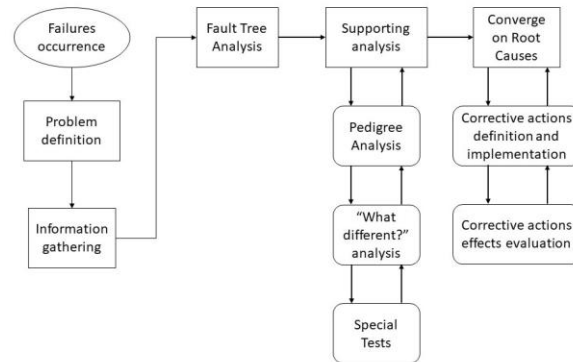 Failures
occurrence
Problem
definition
Information
gathering
Fault Tree
Analysis
Supporting
analysis
Pedigree
Analysis
“What
different?”
analysis
Special
Tests
Converge
on Root
Causes
Corrective actions
definition and
implementation
Corrective actions
effects evaluation